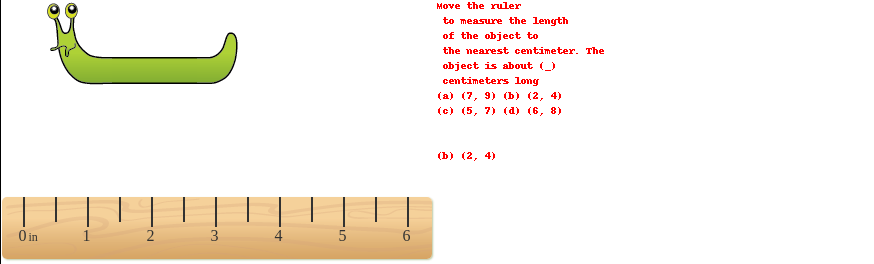 Move the ruler
to measure the length
of the object to
the nearest centimeter. The
object is about (_)
centimeters long
(a) (7, 9) (b) (2, 4)
(c) (5, 7) (d) (6, 8)
(b) (2, 4)
0 in 1 2 3 4 5 6